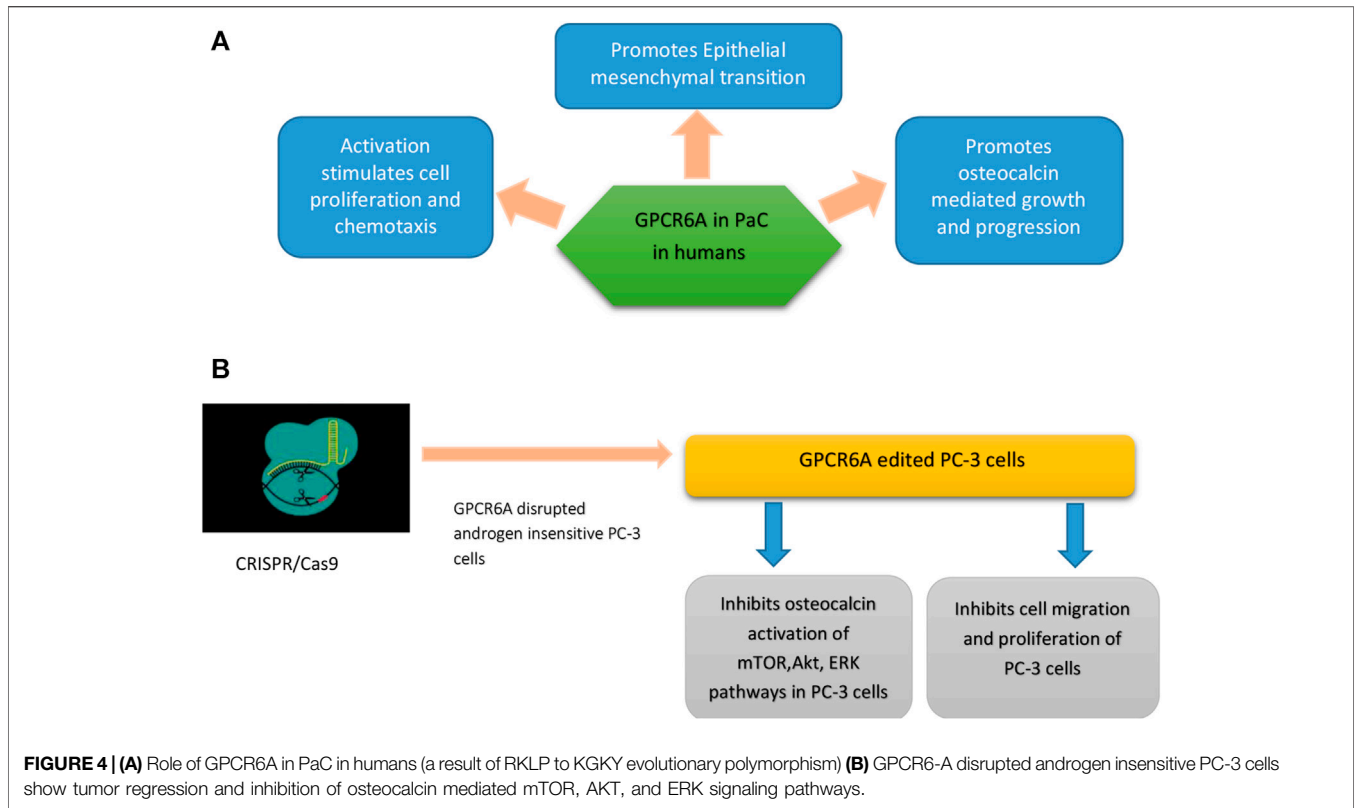 A
Promotes Epithelial
mesenchymal transition
Activation
stimulates cell
proliferation and
chemotaxis
Promotes
osteocalcin
mediated growth
and progression
GPCR6A in PaC
in humans
B
CRISPR/Cas9
GPCR6A disrupted
androgen insensitive PC-3
cells
GPCR6A edited PC-3 cells
Inhibits osteocalcin
activation of
mTOR,Akt, ERK
pathways in PC-3 cells
Inhibits cell migration
and proliferation of
PC-3 cells
FIGURE 4 | (A) Role of GPCR6A in PaC in humans (a result of RKLP to KGKY evolutionary polymorphism) (B) GPCR6-A disrupted androgen insensitive PC-3 cells
show tumor regression and inhibition of osteocalcin mediated mTOR, AKT, and ERK signaling pathways.